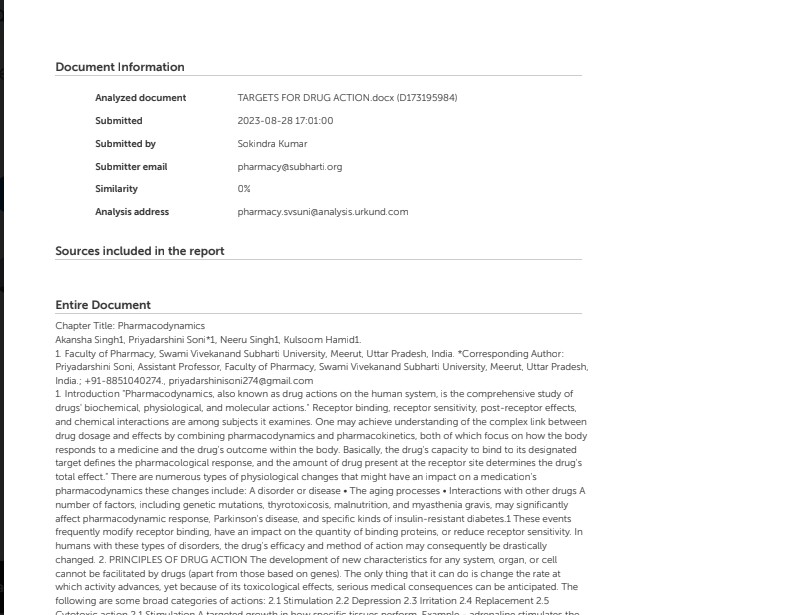 Document Information
Analyzed document TARGETS FOR DRUG ACTION.docx (D173195984)
Submitted 2023-08-28 17:01:00
Submitted by Sokindra Kumar
Submitter email pharmacy@subharti.org
Similarity 0%
Analysis address pharmacy.svsuni@analysis.urkund.com
Sources included in the report
Entire Document
Chapter Title: Pharmacodynamics
Akansha Singh1, Priyadarshini Soni*1, Neeru Singh1, Kulsoom Hamid1.
1. Faculty of Pharmacy, Swami Vivekanand Subharti University, Meerut, Uttar Pradesh, India. *Corresponding Author:
Priyadarshini Soni, Assistant Professor, Faculty of Pharmacy, Swami Vivekanand Subharti University, Meerut, Uttar Pradesh,
India.; +91-8851040274., priyadarshinisoni274@gmail.com
1. Introduction "Pharmacodynamics, also known as drug actions on the human system, is the comprehensive study of
drugs' biochemical, physiological, and molecular actions." Receptor binding, receptor sensitivity, post-receptor effects,
and chemical interactions are among subjects it examines. One may achieve understanding of the complex link between
drug dosage and effects by combining pharmacodynamics and pharmacokinetics, both of which focus on how the body
responds to a medicine and the drug's outcome within the body. Basically, the drug's capacity to bind to its designated
target defines the pharmacological response, and the amount of drug present at the receptor site determines the drug's
total effect." There are numerous types of physiological changes that might have an impact on a medication's
pharmacodynamics these changes include: A disorder or disease • The aging processes • Interactions with other drugs A
number of factors, including genetic mutations, thyrotoxicosis, malnutrition, and myasthenia gravis, may significantly
affect pharmacodynamic response, Parkinson's disease, and specific kinds of insulin-resistant diabetes.1 These events
frequently modify receptor binding, have an impact on the quantity of binding proteins, or reduce receptor sensitivity. In
humans with these types of disorders, the drug's efficacy and method of action may consequently be drastically
changed. 2. PRINCIPLES OF DRUG ACTION The development of new characteristics for any system, organ, or cell
cannot be facilitated by drugs (apart from those based on genes). The only thing that it can do is change the rate at
which activity advances, yet because of its toxicological effects, serious medical consequences can be anticipated. The
following are some broad categories of actions: 2.1 Stimulation 2.2 Depression 2.3 Irritation 2.4 Replacement 2.5
Cytotoxic action 2.1 Stimulation A targeted growth in how specific tissues perform. Example – adrenaline stimulates the